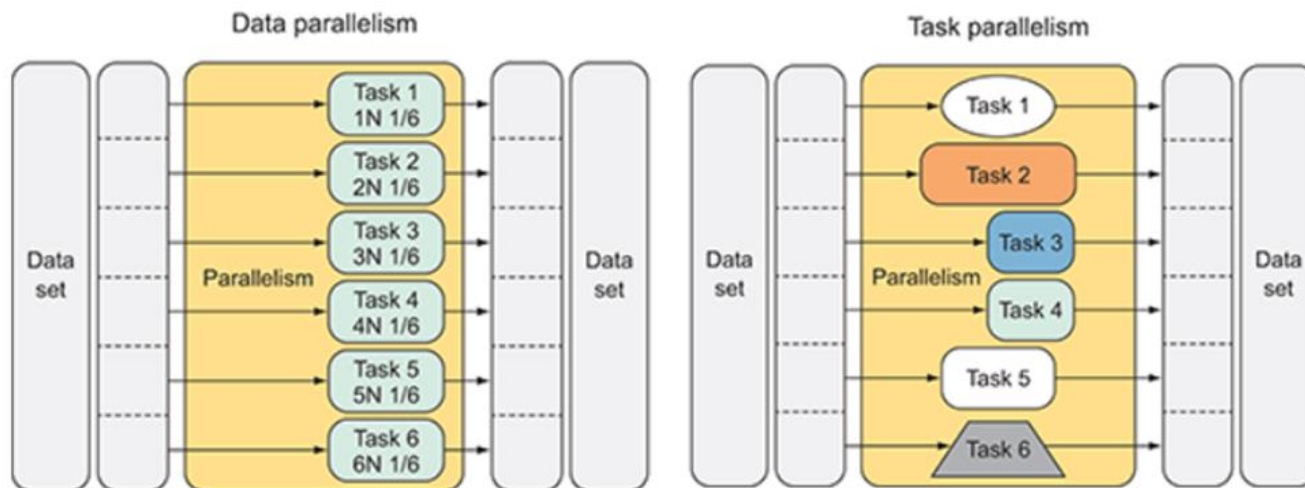 Data parallelism
Data
set
Parallelism
Task 1
1N 1/6
Task 2
2N 1/6
Task 3
3N 1/6
Task 4
4N 1/6
Task 5
5N 1/6
Task 6
6N 1/6
Data
set
Task parallelism
Data
set
Parallelism
Task 1
Task 2
Task 3
Task 4
Task 5
Task 6
Data
set